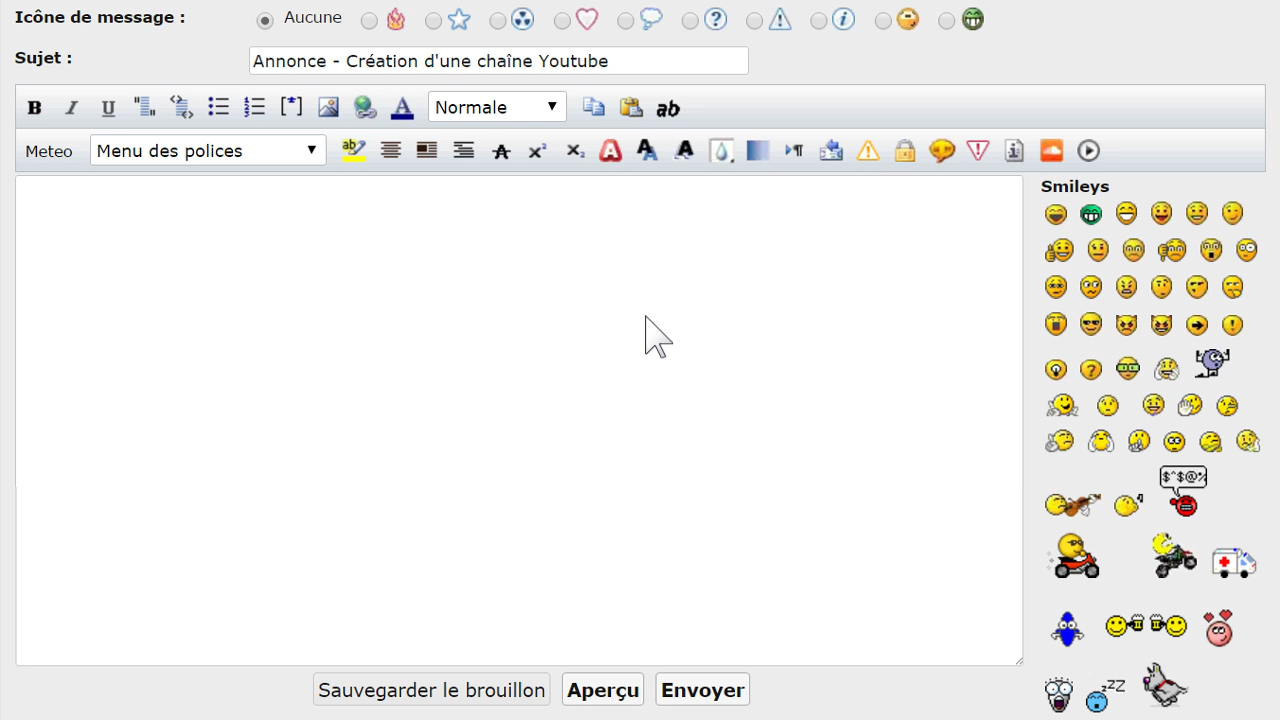 Icône de message :
Aucune
Sujet :
Annonce - Création d'une chaîne Youtube
B I U [*] A Normale ab
Meteo Menu des polices
Smileys
$^$@%
ZZ
Sauvegarder le brouillon
Aperçu
Envoyer